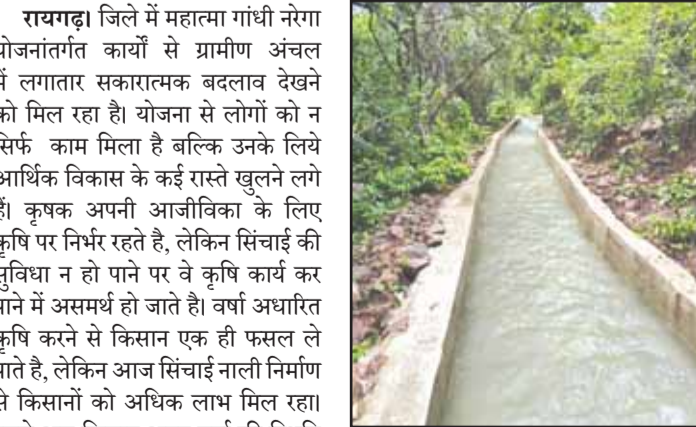 रायगढ़। जिले में महात्मा गांधी नरेगा
योजनांतर्गत कार्यों से ग्रामीण अंचल
में लगातार सकारात्मक बदलाव देखने
को मिल रहा है। योजना से लोगों को न
सिर्फ काम मिला है बल्कि उनके लिये
आर्थिक विकास के कई रास्ते खुलने लगे
हैं। कृषक अपनी आजीविका के लिए
कृषि पर निर्भर रहते है, लेकिन सिंचाई की
सुविधा न हो पाने पर वे कृषि कार्य कर
पाने में असमर्थ हो जाते है। वर्षा अधारित
कृषि करने से किसान एक ही फसल ले
पाते है, लेकिन आज सिंचाई नाली निर्माण
से किसानों को अधिक लाभ मिल रहा।